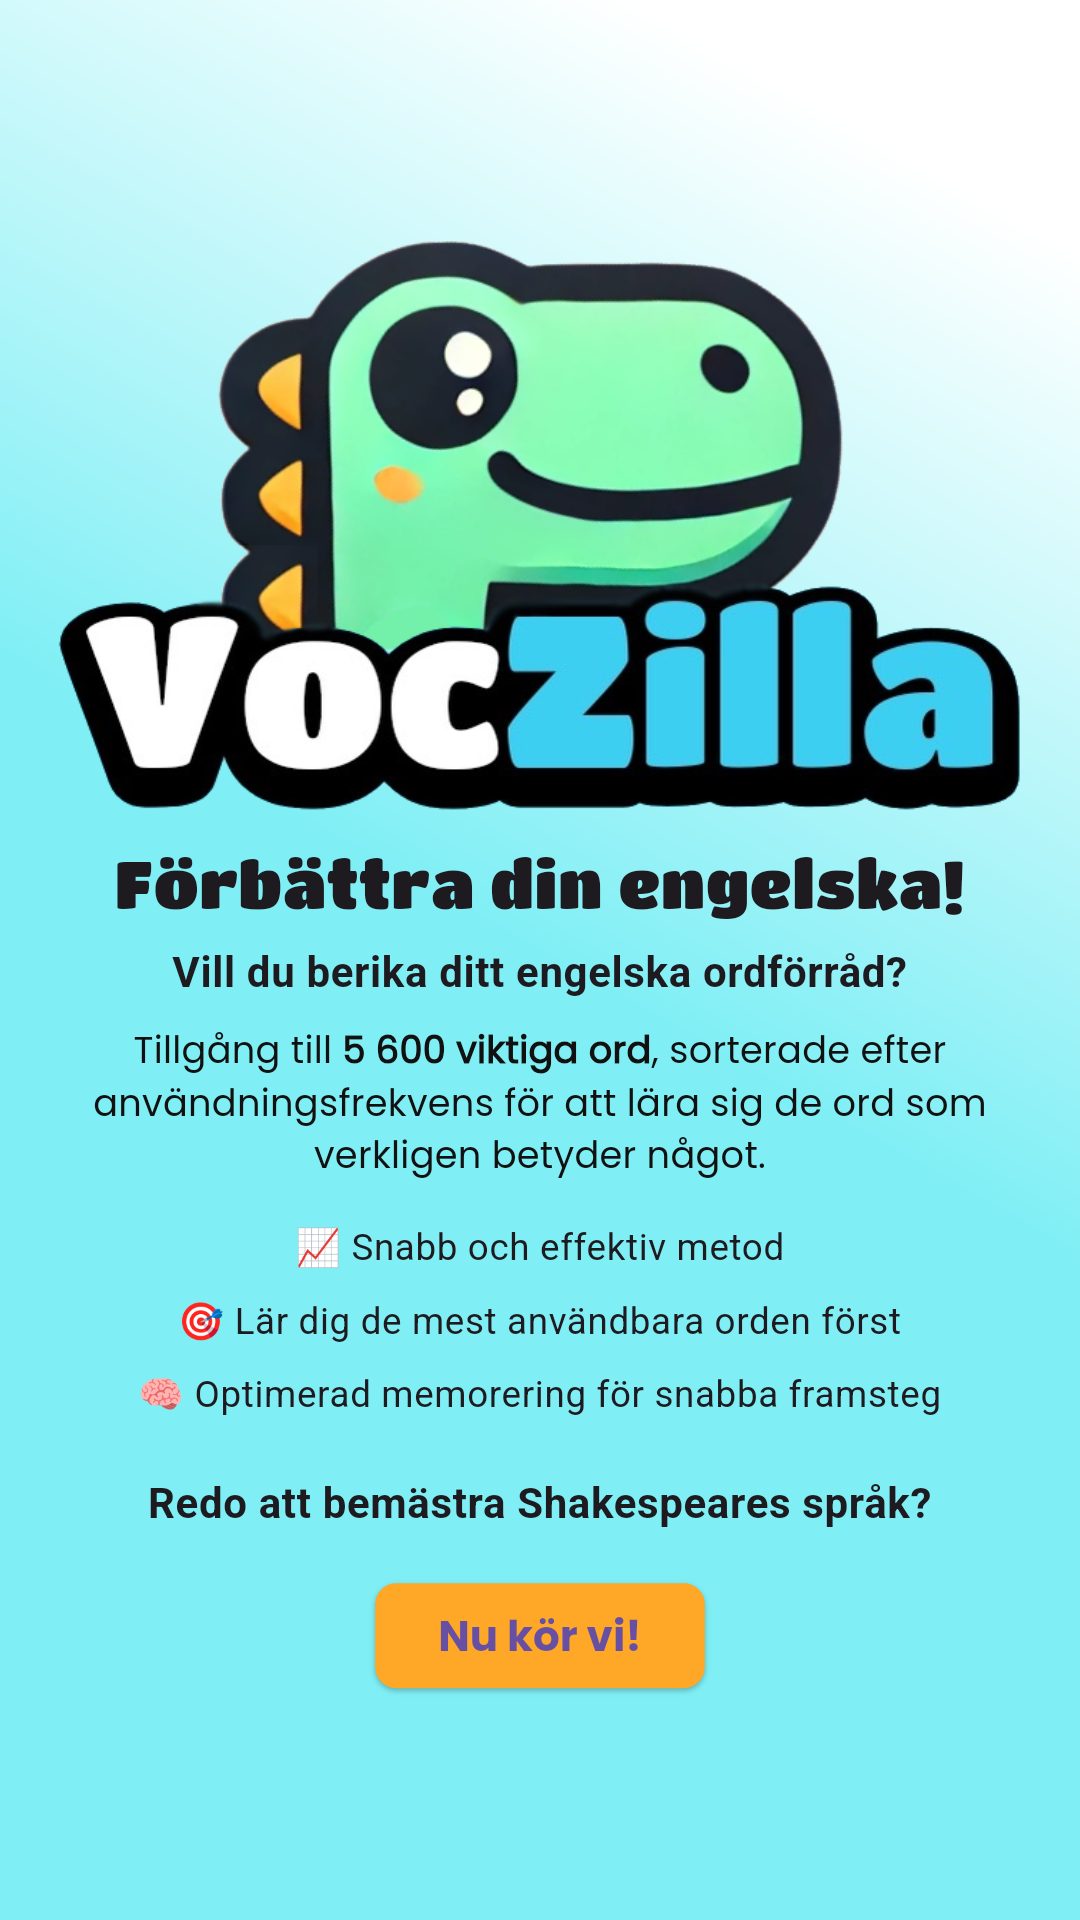 VocZilla
Förbättra din engelska!
Vill du berika ditt engelska ordförråd?
Tillgång till 5 600 viktiga ord, sorterade efter
användningsfrekvens för att lära sig de ord som
verkligen betyder något.
📈 Snabb och effektiv metod
🎯 Lär dig de mest användbara orden först
🧠 Optimerad memorering för snabba framsteg
Redo att bemästra Shakespeares språk?
Nu kör vi!